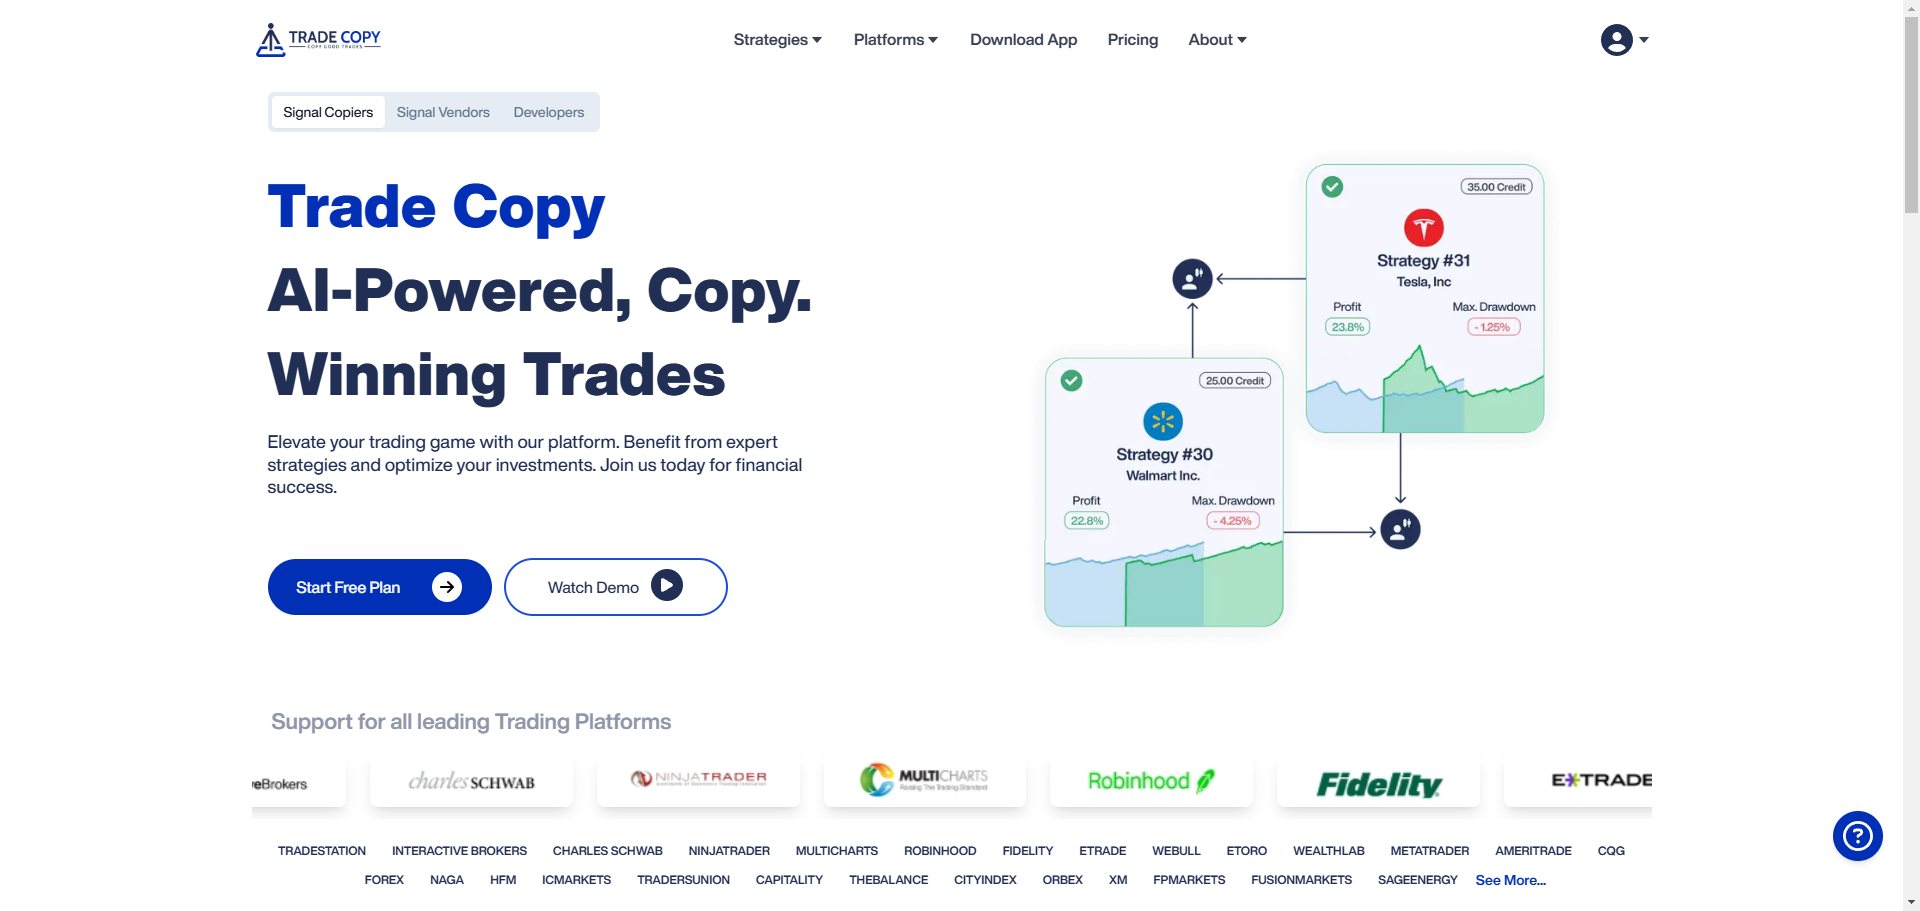 TRADE COPY
COPY GOOD TRADES
Strategies
Platforms
Download App
Pricing
About
Signal Copiers
Signal Vendors
Developers
Trade Copy
AI-Powered, Copy.
Winning Trades
Elevate your trading game with our platform. Benefit from expert
strategies and optimize your investments. Join us today for financial
success.
Start Free Plan
Watch Demo
35.00 Credit
Strategy #31
Tesla, Inc
Profit
Max. Drawdown
23.8%
- 1.25%
25.00 Credit
Strategy #30
Walmart Inc.
Profit
Max. Drawdown
22.8%
- 4.25%
Support for all leading Trading Platforms
veBrokers
charles SCHWAB
NINJATRADER
MULTICHARTS
Raising The Trading Standard
Robinhood
Fidelity
E*TRADE
TRADESTATION INTERACTIVE BROKERS CHARLES SCHWAB NINJATRADER MULTICHARTS ROBINHOOD FIDELITY ETRADE WEBULL ETORO WEALTHLAB METATRADER AMERITRADE CQG
FOREX NAGA HFM ICMARKETS TRADERSUNION CAPITALITY THEBALANCE CITYINDEX ORBEX XM FPMARKETS FUSIONMARKETS SAGEENERGY See More...